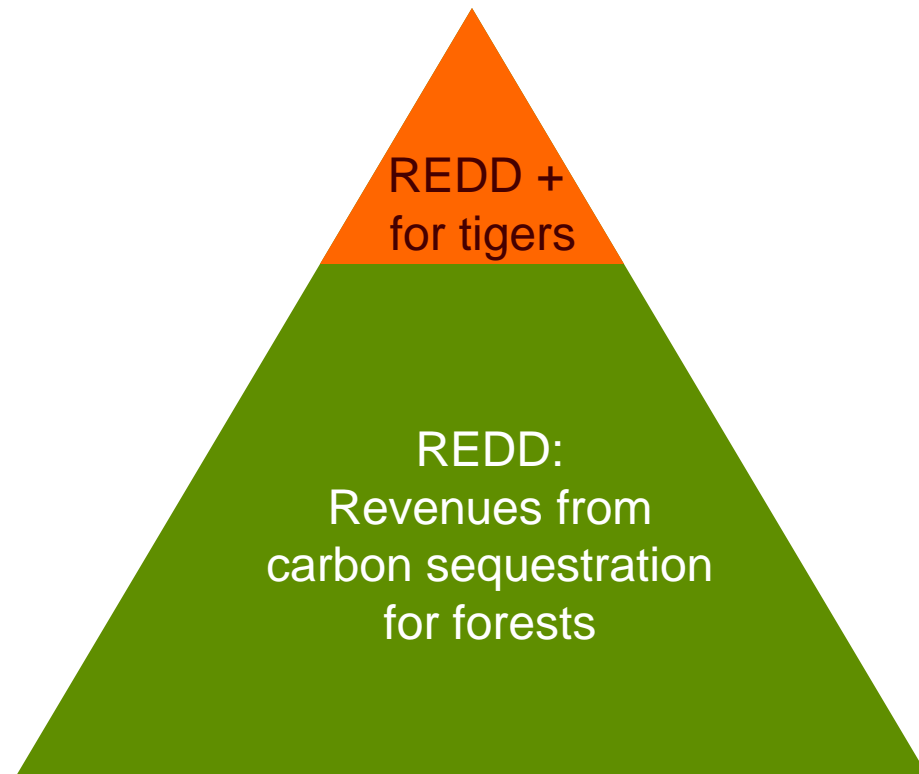 REDD +
for tigers
REDD:
Revenues from
carbon sequestration
for forests